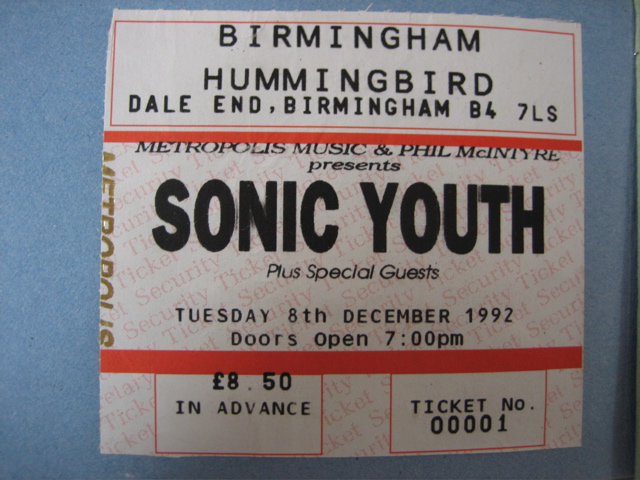 BIRMINGHAM
HUMMINGBIRD
DALE END, BIRMINGHAM B4 7LS
METROPOLIS MUSIC & PHIL McINTYRE
presents
SONIC YOUTH
Plus Special Guests
TUESDAY 8th DECEMBER 1992
Doors Open 7:00pm
£8.50
IN ADVANCE
TICKET No.
00001
METROPOLIS